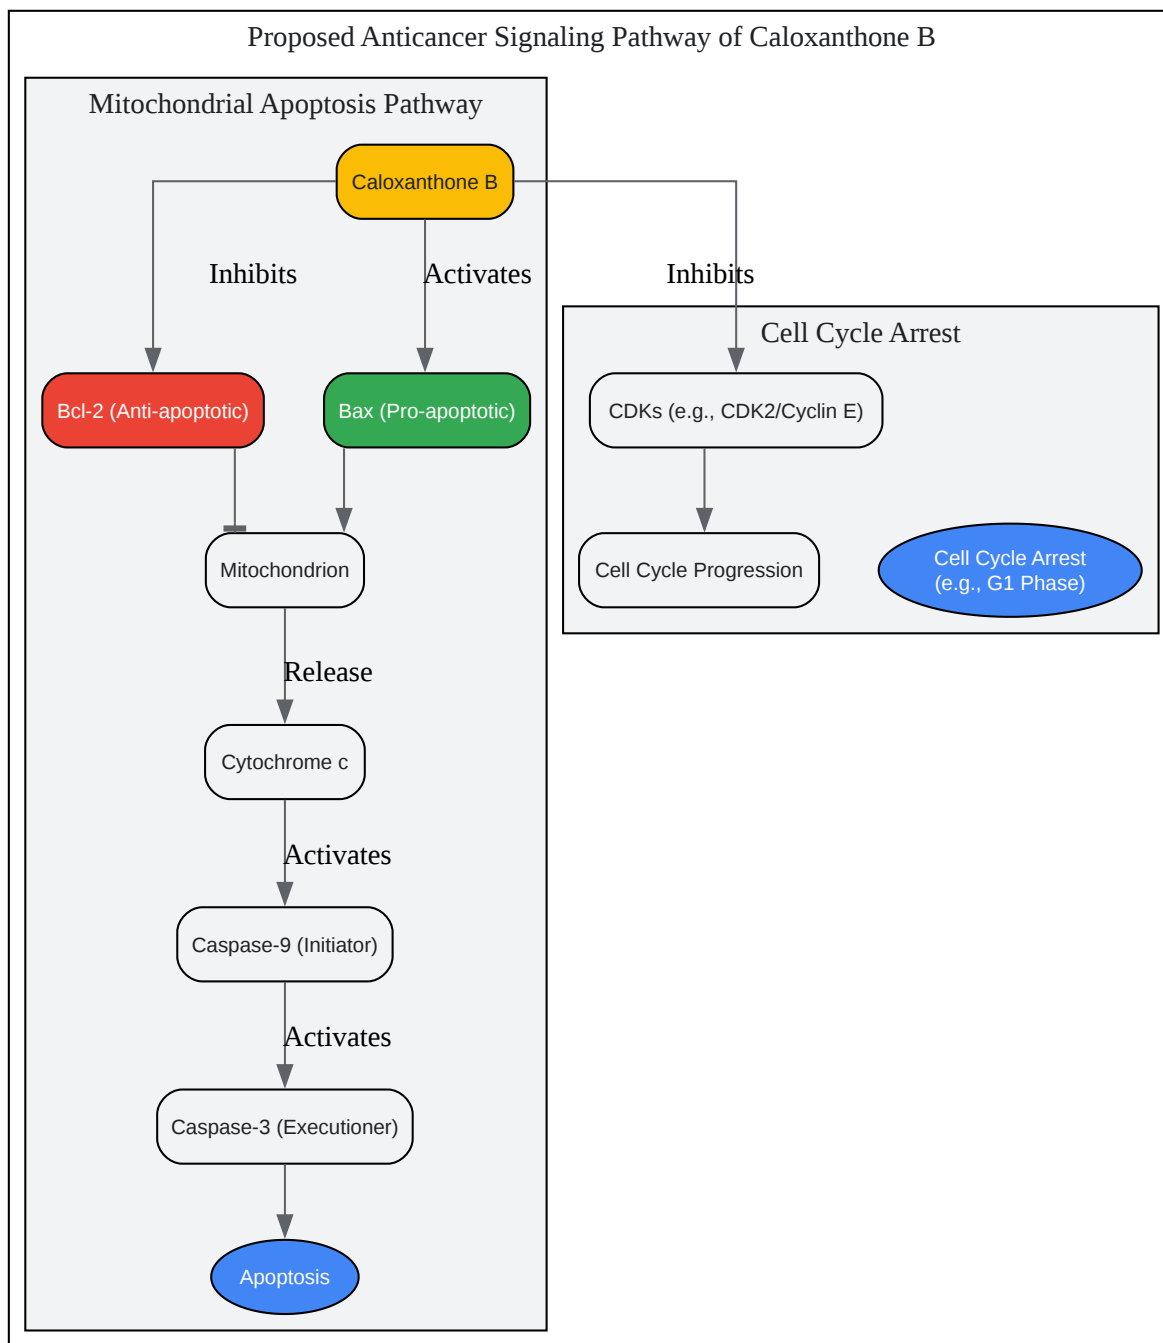 Proposed Anticancer Signaling Pathway of Caloxanthone B
Mitochondrial Apoptosis Pathway
Caloxanthone B
Inhibits
Activates
Inhibits
Cell Cycle Arrest
Bcl-2 (Anti-apoptotic)
Bax (Pro-apoptotic)
CDKs (e.g., CDK2/Cyclin E)
Mitochondrion
Cell Cycle Progression
Cell Cycle Arrest
(e.g., G1 Phase)
Release
Cytochrome c
Activates
Caspase-9 (Initiator)
Activates
Caspase-3 (Executioner)
Apoptosis